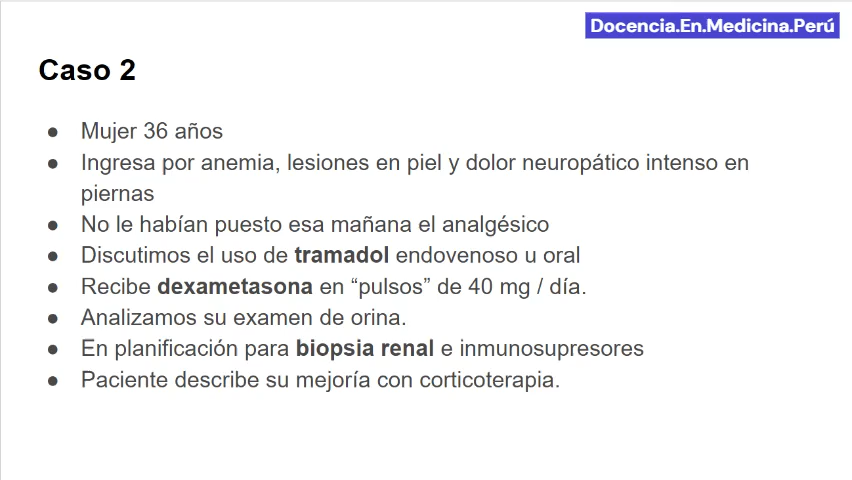 Docencia.En.Medicina.Perú
Caso 2
● Mujer 36 años
● Ingresa por anemia, lesiones en piel y dolor neuropático intenso en
piernas
● No le habían puesto esa mañana el analgésico
● Discutimos el uso de tramadol endovenoso u oral
● Recibe dexametasona en “pulsos” de 40 mg / día.
● Analizamos su examen de orina.
● En planificación para biopsia renal e inmunosupresores
● Paciente describe su mejoría con corticoterapia.